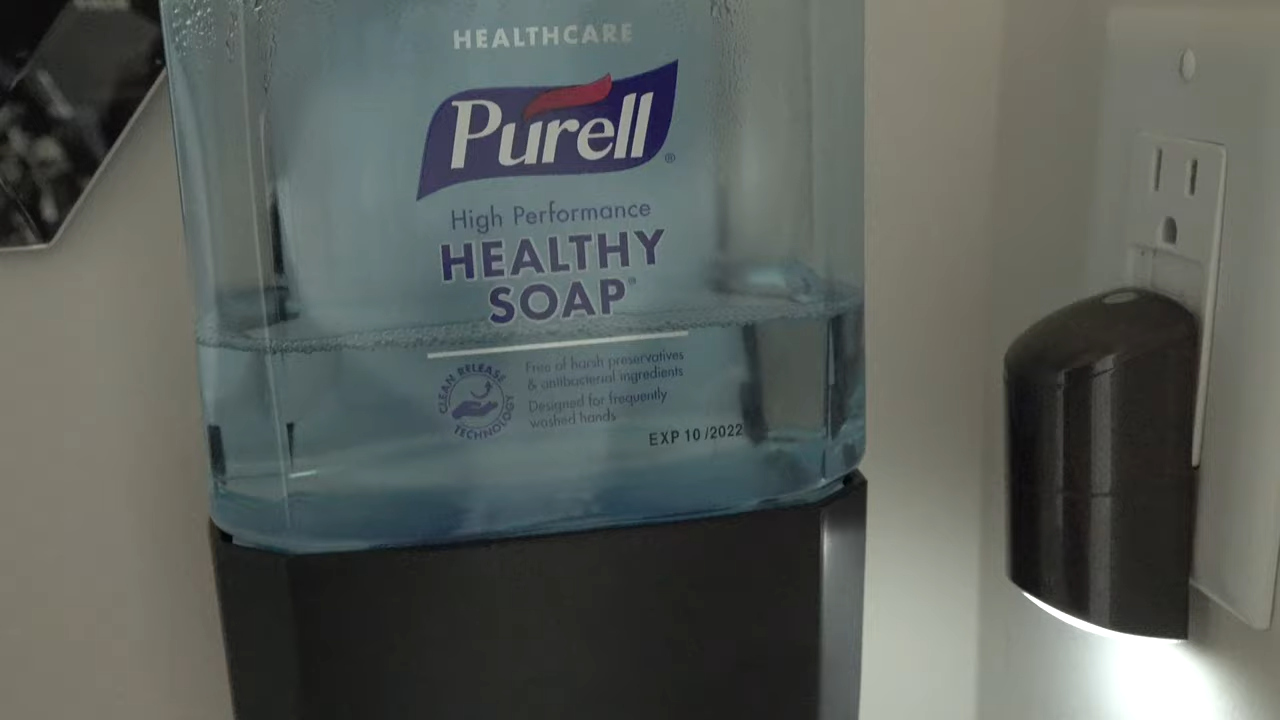 HEALTHCARE
Purell®
High Performance
HEALTHY
SOAP™
CLEAN RELEASE
TECHNOLOGY
Free of harsh preservatives
& antibacterial ingredients
Designed for frequently
washed hands
EXP 10/2022